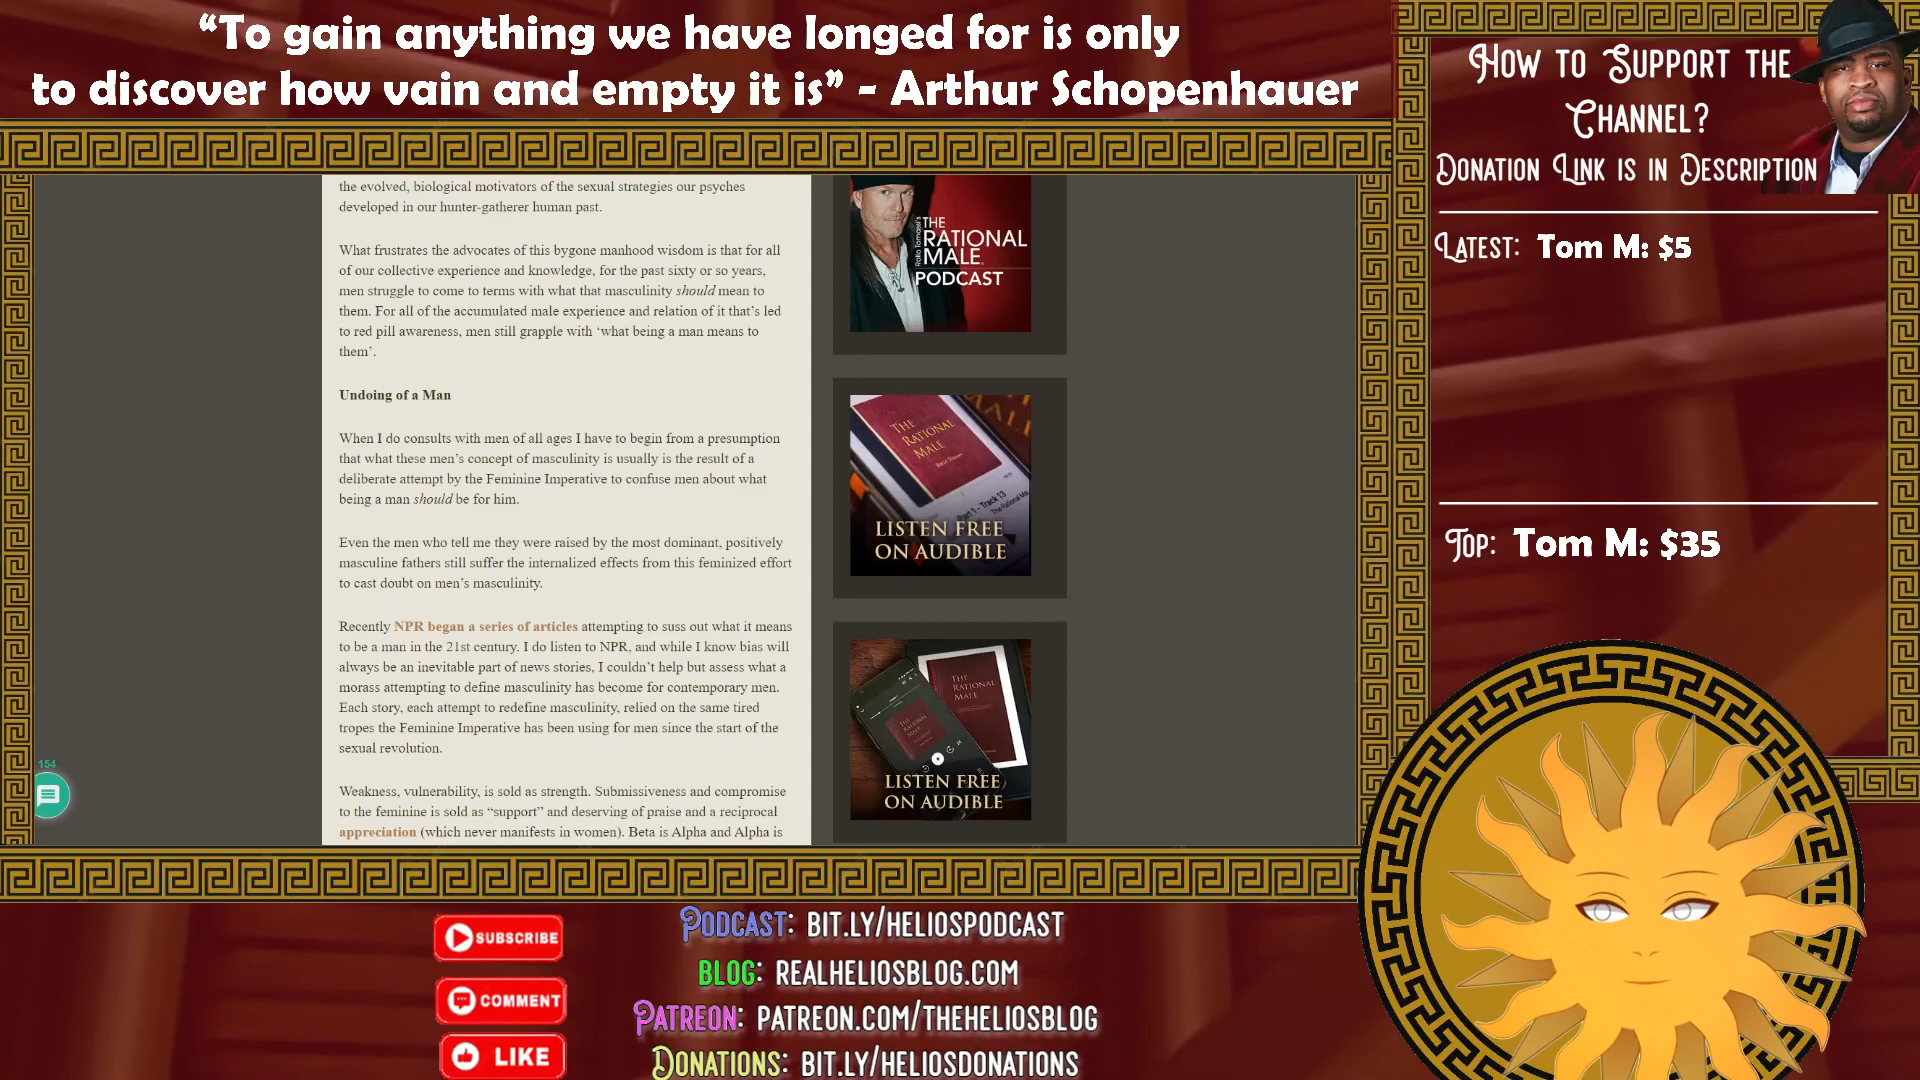 “To gain anything we have longed for is only
to discover how vain and empty it is” - Arthur Schopenhauer
How to Support the
Channel?
Donation Link is in Description
Latest: Tom M: $5
Top: Tom M: $35
the evolved, biological motivators of the sexual strategies our psyches
developed in our hunter-gatherer human past.
What frustrates the advocates of this bygone manhood wisdom is that for all
of our collective experience and knowledge, for the past sixty or so years,
men struggle to come to terms with what that masculinity should mean to
them. For all of the accumulated male experience and relation of it that’s led
to red pill awareness, men still grapple with ‘what being a man means to
them’.
Undoing of a Man
When I do consults with men of all ages I have to begin from a presumption
that what these men’s concept of masculinity is usually is the result of a
deliberate attempt by the Feminine Imperative to confuse men about what
being a man should be for him.
Even the men who tell me they were raised by the most dominant, positively
masculine fathers still suffer the internalized effects from this feminized effort
to cast doubt on men’s masculinity.
Recently NPR began a series of articles attempting to suss out what it means
to be a man in the 21st century. I do listen to NPR, and while I know bias will
always be an inevitable part of news stories, I couldn’t help but assess what a
morass attempting to define masculinity has become for contemporary men.
Each story, each attempt to redefine masculinity, relied on the same tired
tropes the Feminine Imperative has been using for men since the start of the
sexual revolution.
Weakness, vulnerability, is sold as strength. Submissiveness and compromise
to the feminine is sold as “support” and deserving of praise and a reciprocal
appreciation (which never manifests in women). Beta is Alpha and Alpha is
Rollo Tomassi's
THE
RATIONAL
MALE
PODCAST
THE
RATIONAL
MALE
Part 1 - Track 13
LISTEN FREE
ON AUDIBLE
THE
RATIONAL
MALE
LISTEN FREE
ON AUDIBLE
154
SUBSCRIBE
COMMENT
LIKE
Podcast: bit.ly/heliospodcast
Blog: realheliosblog.com
Patreon: patreon.com/theheliosblog
Donations: bit.ly/heliosdonations